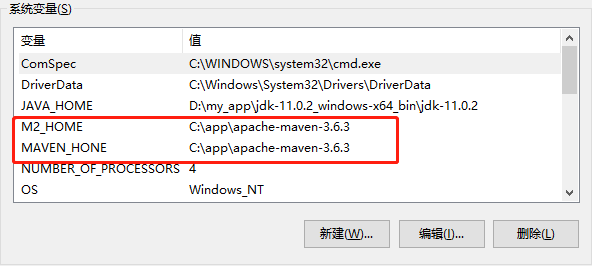 系统变量(S)
变量 值
ComSpec C:\WINDOWS\system32\cmd.exe
DriverData C:\Windows\System32\Drivers\DriverData
JAVA_HOME D:\my_app\jdk-11.0.2_windows-x64_bin\jdk-11.0.2
M2_HOME C:\app\apache-maven-3.6.3
MAVEN_HONE C:\app\apache-maven-3.6.3
NUMBER_OF_PROCESSORS 4
OS Windows_NT
新建(W)... 编辑(I)... 删除(L)